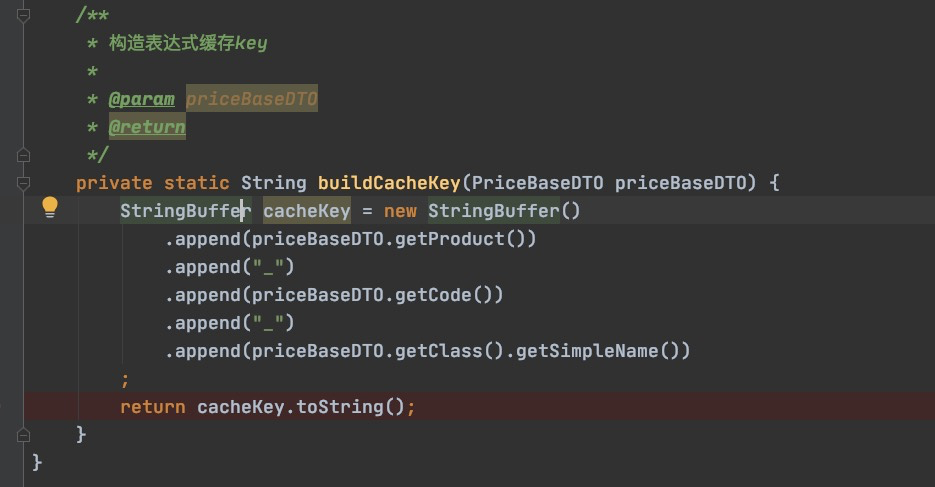 /**
 * 构造表达式缓存key
 *
 * @param priceBaseDTO
 * @return
 */
private static String buildCacheKey(PriceBaseDTO priceBaseDTO) {
    StringBuffer cacheKey = new StringBuffer()
        .append(priceBaseDTO.getProduct())
        .append("_")
        .append(priceBaseDTO.getCode())
        .append("_")
        .append(priceBaseDTO.getClass().getSimpleName())
    ;
    return cacheKey.toString();
}
}